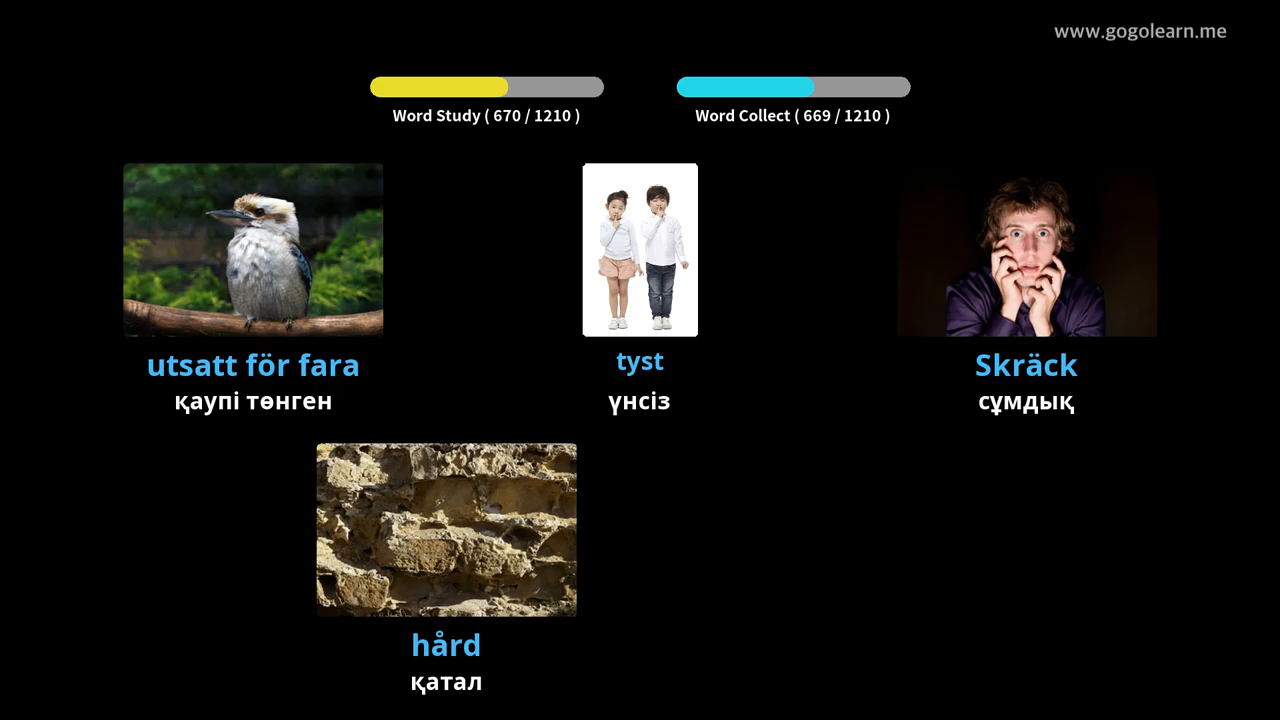 www.gogolearn.me
Word Study ( 670 / 1210 )
Word Collect ( 669 / 1210 )
utsatt för fara
қаупі төнген
tyst
үнсіз
Skräck
сұмдық
hård
қатал